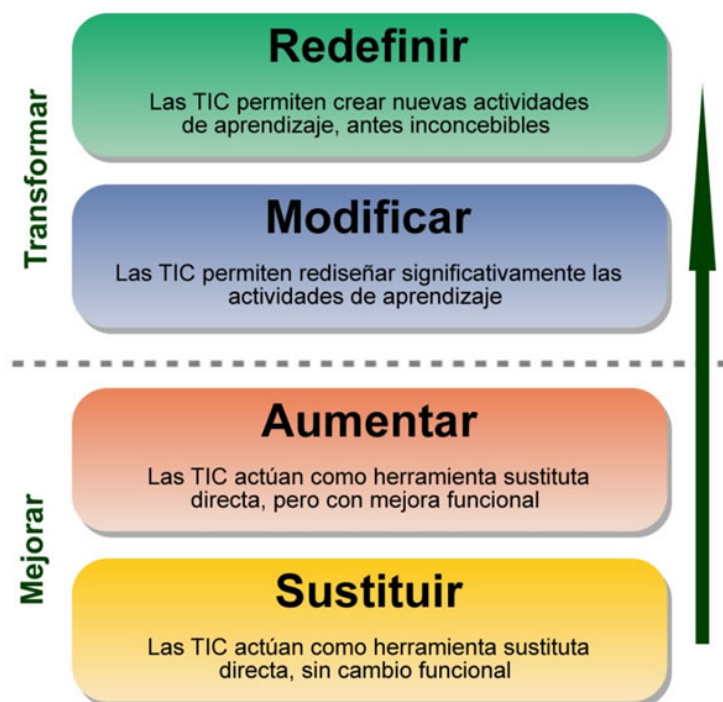 Transformar
Redefinir
Las TIC permiten crear nuevas actividades
de aprendizaje, antes inconcebibles
Modificar
Las TIC permiten rediseñar significativamente las
actividades de aprendizaje
Mejorar
Aumentar
Las TIC actúan como herramienta sustituta
directa, pero con mejora funcional
Sustituir
Las TIC actúan como herramienta sustituta
directa, sin cambio funcional